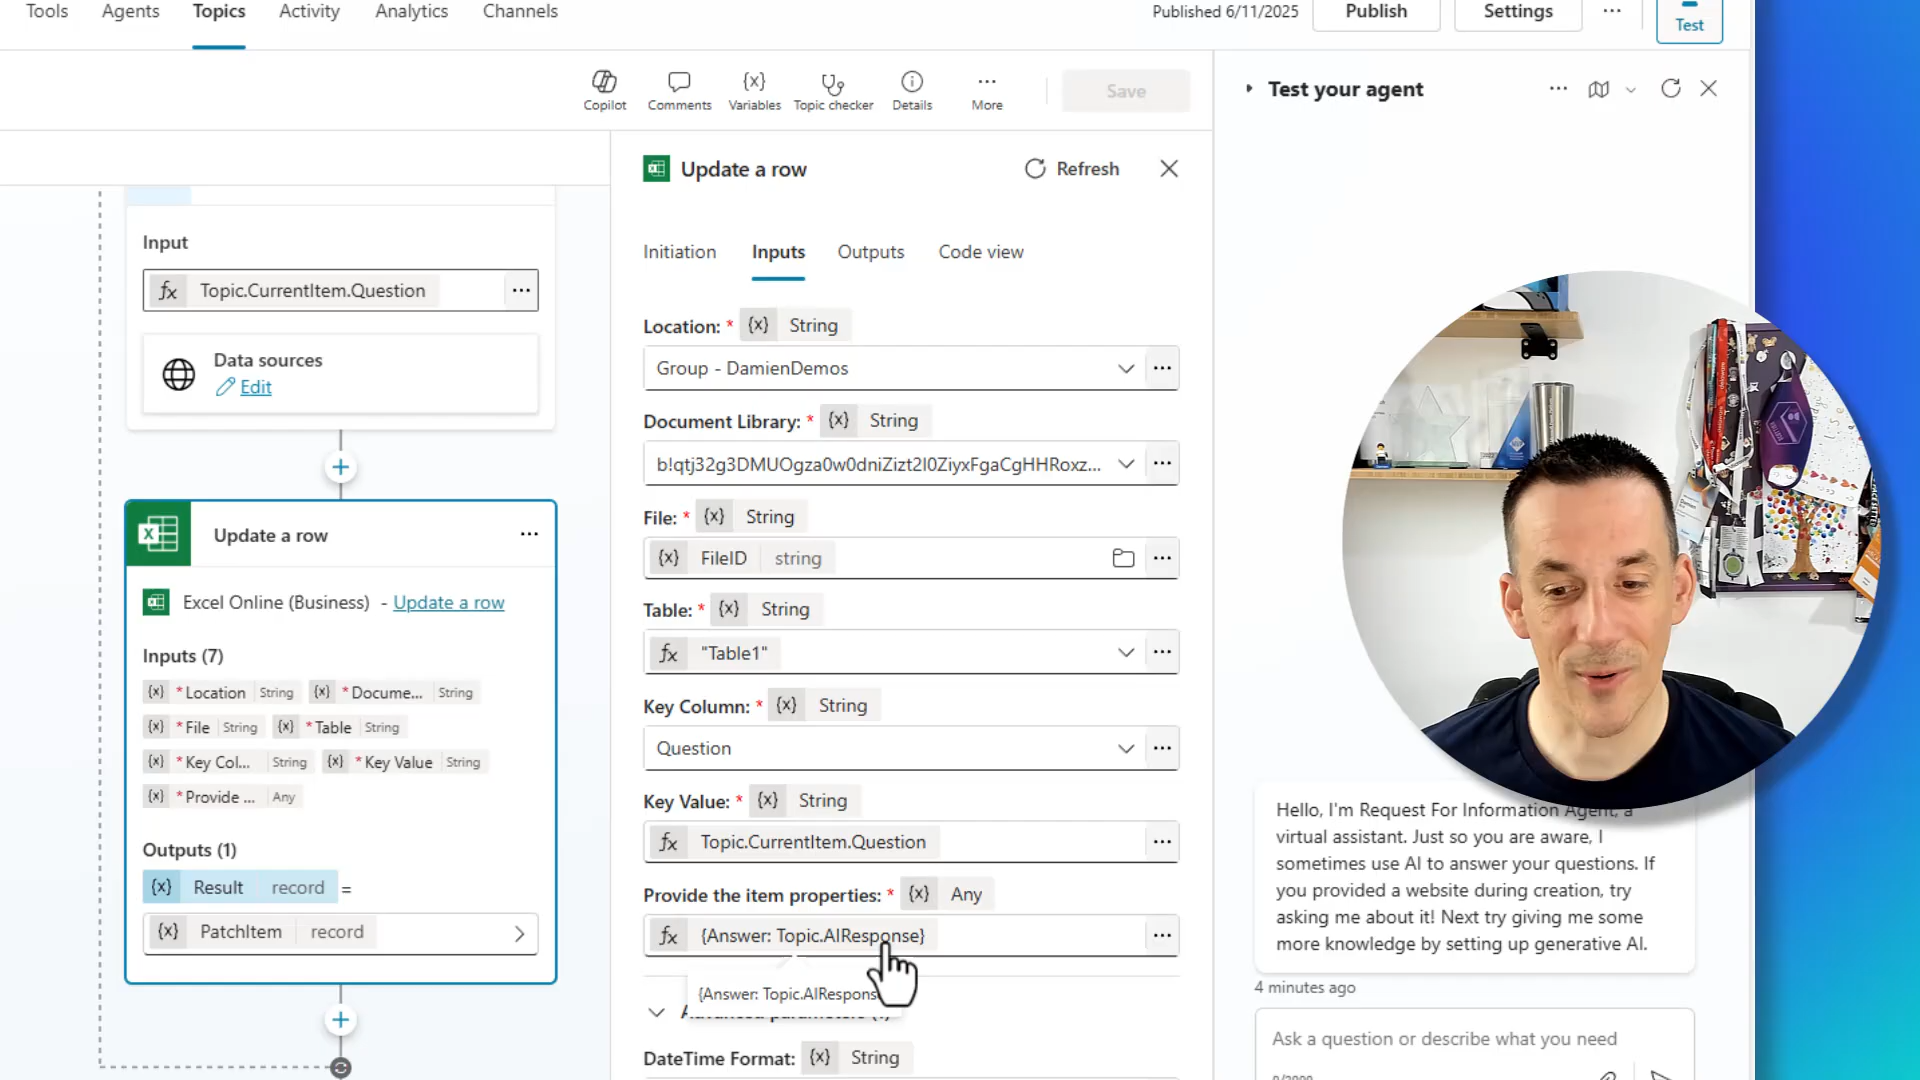 Tools Agents Topics Activity Analytics Channels Published 6/11/2025 Publish Settings ... Test
Copilot Comments Variables Topic checker Details More Save
Test your agent
Input
fx Topic.CurrentItem.Question ...
Data sources
Edit
Update a row ...
Excel Online (Business) - Update a row
Inputs (7)
{x} *Location String {x} *Docume... String
{x} *File String {x} *Table String
{x} *Key Col... String {x} *Key Value String
{x} *Provide ... Any
Outputs (1)
{x} Result record =
{x} PatchItem record
Update a row Refresh
Initiation Inputs Outputs Code view
Location: * {x} String
Group - DamienDemos ...
Document Library: * {x} String
b!qtj32g3DMUOgza0w0dniZizt2I0ZiyxFgaCgHHRoxz... ...
File: * {x} String
{x} FileID string ...
Table: * {x} String
fx "Table1" ...
Key Column: * {x} String
Question ...
Key Value: * {x} String
fx Topic.CurrentItem.Question ...
Provide the item properties: * {x} Any
fx {Answer: Topic.AIResponse} ...
{Answer: Topic.AIRespons
DateTime Format: {x} String
Hello, I'm Request For Information Agent, a
virtual assistant. Just so you are aware, I
sometimes use AI to answer your questions. If
you provided a website during creation, try
asking me about it! Next try giving me some
more knowledge by setting up generative AI.
4 minutes ago
Ask a question or describe what you need